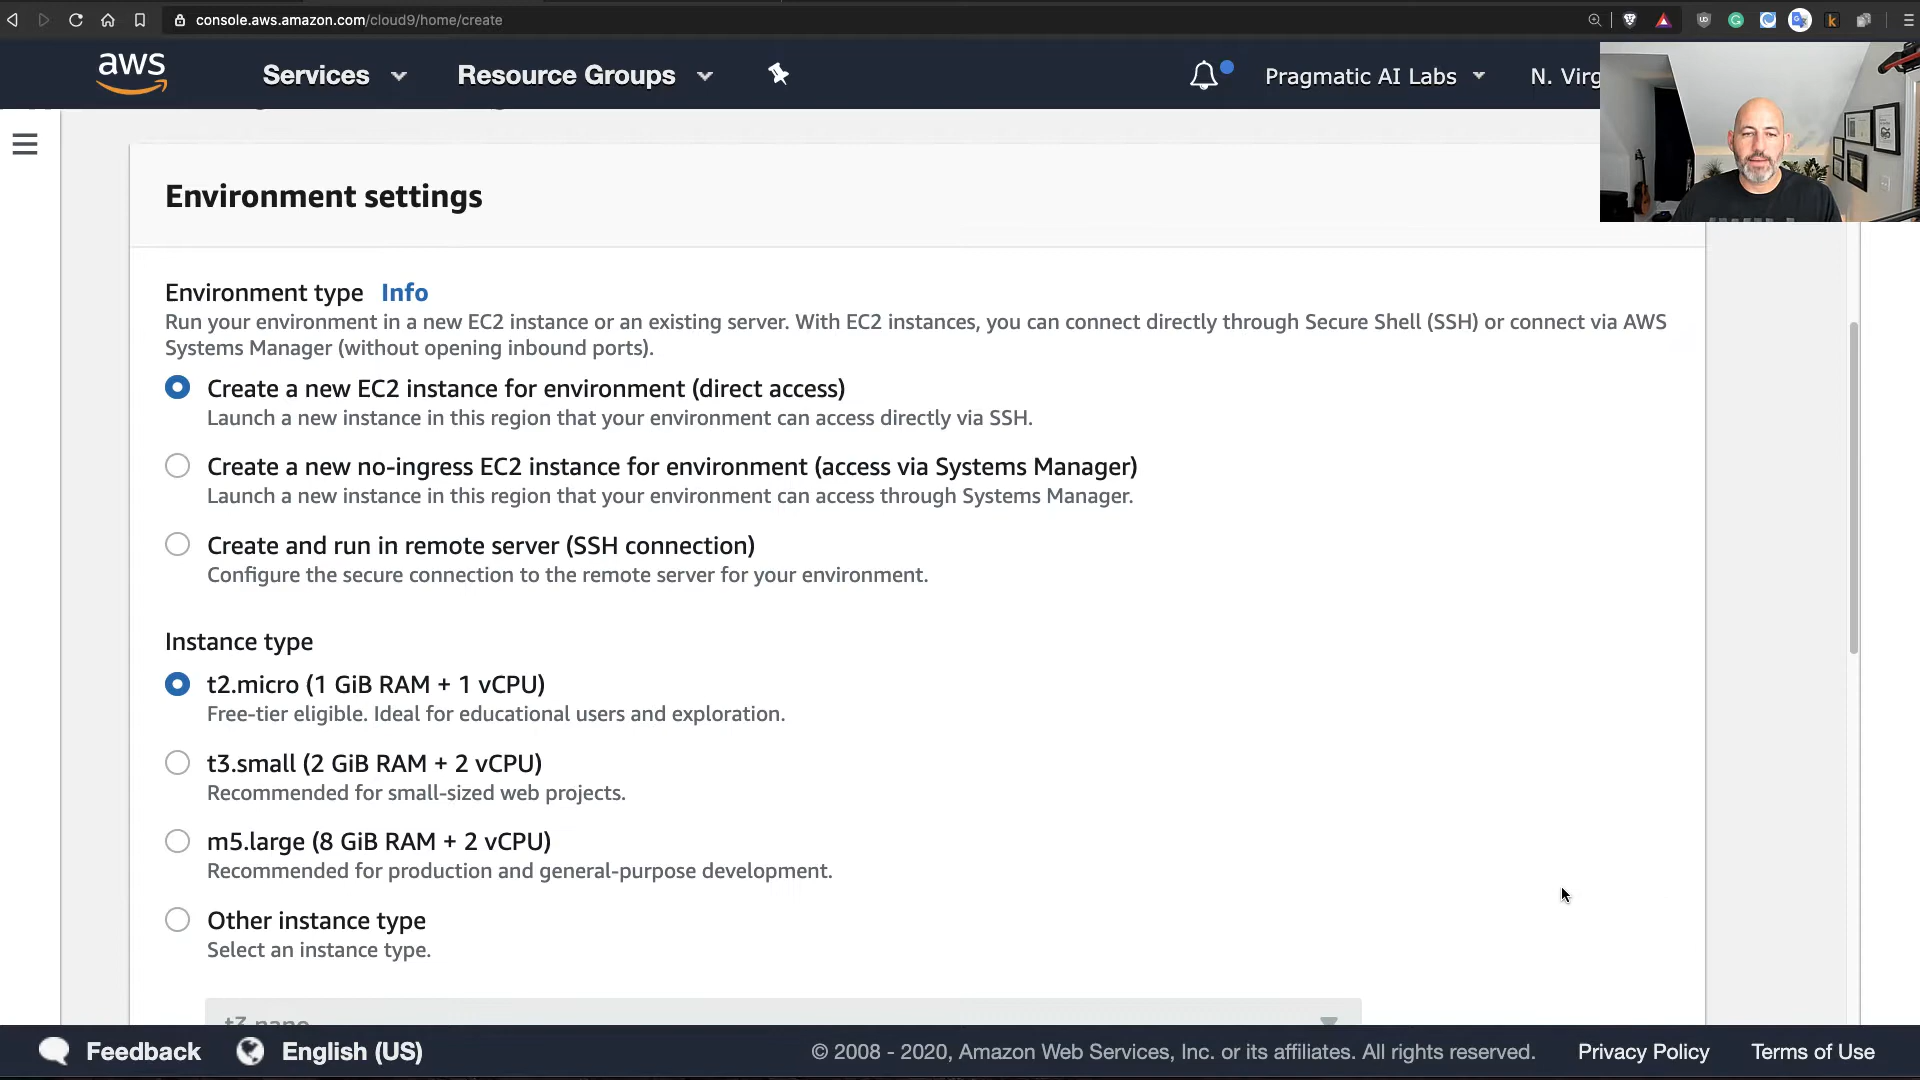 console.aws.amazon.com/cloud9/home/create
aws
Services
Resource Groups
Pragmatic AI Labs
N. Virg
Environment settings
Environment type Info
Run your environment in a new EC2 instance or an existing server. With EC2 instances, you can connect directly through Secure Shell (SSH) or connect via AWS
Systems Manager (without opening inbound ports).
Create a new EC2 instance for environment (direct access)
Launch a new instance in this region that your environment can access directly via SSH.
Create a new no-ingress EC2 instance for environment (access via Systems Manager)
Launch a new instance in this region that your environment can access through Systems Manager.
Create and run in remote server (SSH connection)
Configure the secure connection to the remote server for your environment.
Instance type
t2.micro (1 GiB RAM + 1 vCPU)
Free-tier eligible. Ideal for educational users and exploration.
t3.small (2 GiB RAM + 2 vCPU)
Recommended for small-sized web projects.
m5.large (8 GiB RAM + 2 vCPU)
Recommended for production and general-purpose development.
Other instance type
Select an instance type.
t3.nano
Feedback
English (US)
© 2008 - 2020, Amazon Web Services, Inc. or its affiliates. All rights reserved.
Privacy Policy
Terms of Use